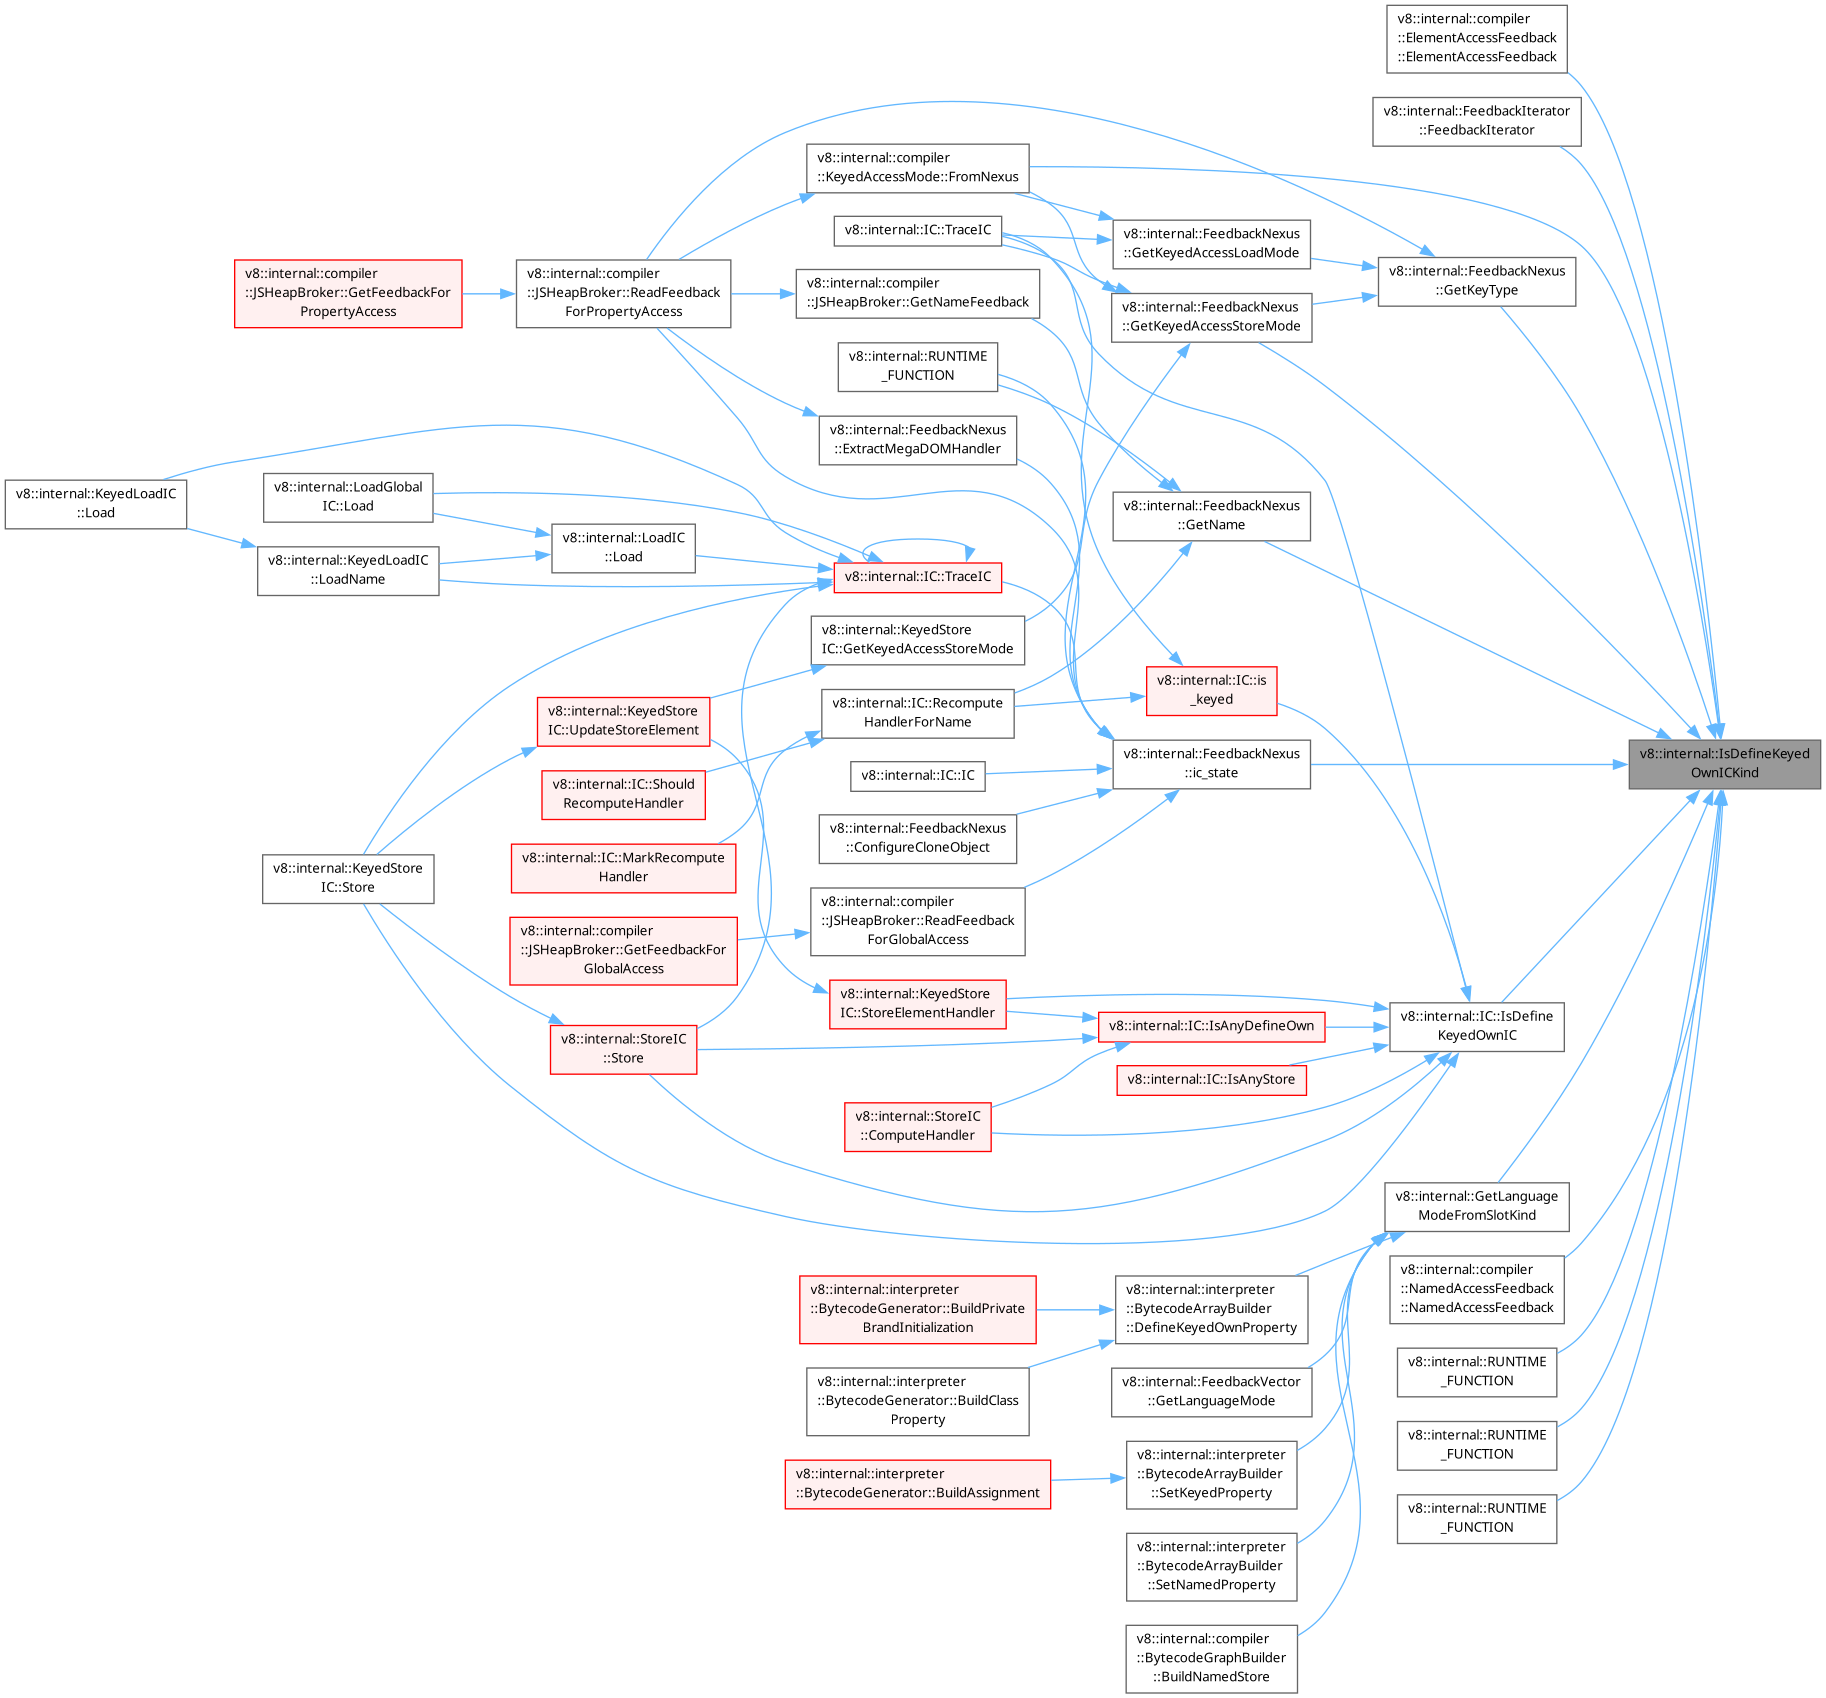 v8::internal::compiler
::ElementAccessFeedback
::ElementAccessFeedback
v8::internal::FeedbackIterator
::FeedbackIterator
v8::internal::compiler
::KeyedAccessMode::FromNexus
v8::internal::IC::TraceIC
v8::internal::FeedbackNexus
::GetKeyedAccessLoadMode
v8::internal::FeedbackNexus
::GetKeyType
v8::internal::compiler
::JSHeapBroker::GetFeedbackFor
PropertyAccess
v8::internal::compiler
::JSHeapBroker::ReadFeedback
ForPropertyAccess
v8::internal::compiler
::JSHeapBroker::GetNameFeedback
v8::internal::FeedbackNexus
::GetKeyedAccessStoreMode
v8::internal::RUNTIME
_FUNCTION
v8::internal::FeedbackNexus
::ExtractMegaDOMHandler
v8::internal::KeyedLoadIC
::Load
v8::internal::LoadGlobal
IC::Load
v8::internal::FeedbackNexus
::GetName
v8::internal::LoadIC
::Load
v8::internal::KeyedLoadIC
::LoadName
v8::internal::IC::TraceIC
v8::internal::KeyedStore
IC::GetKeyedAccessStoreMode
v8::internal::IC::is
_keyed
v8::internal::KeyedStore
IC::UpdateStoreElement
v8::internal::IC::Recompute
HandlerForName
v8::internal::IsDefineKeyed
OwnICKind
v8::internal::FeedbackNexus
::ic_state
v8::internal::IC::IC
v8::internal::IC::Should
RecomputeHandler
v8::internal::FeedbackNexus
::ConfigureCloneObject
v8::internal::IC::MarkRecompute
Handler
v8::internal::KeyedStore
IC::Store
v8::internal::compiler
::JSHeapBroker::ReadFeedback
ForGlobalAccess
v8::internal::compiler
::JSHeapBroker::GetFeedbackFor
GlobalAccess
v8::internal::KeyedStore
IC::StoreElementHandler
v8::internal::IC::IsAnyDefineOwn
v8::internal::IC::IsDefine
KeyedOwnIC
v8::internal::StoreIC
::Store
v8::internal::IC::IsAnyStore
v8::internal::StoreIC
::ComputeHandler
v8::internal::GetLanguage
ModeFromSlotKind
v8::internal::compiler
::NamedAccessFeedback
::NamedAccessFeedback
v8::internal::interpreter
::BytecodeGenerator::BuildPrivate
BrandInitialization
v8::internal::interpreter
::BytecodeArrayBuilder
::DefineKeyedOwnProperty
v8::internal::RUNTIME
_FUNCTION
v8::internal::interpreter
::BytecodeGenerator::BuildClass
Property
v8::internal::FeedbackVector
::GetLanguageMode
v8::internal::RUNTIME
_FUNCTION
v8::internal::interpreter
::BytecodeGenerator::BuildAssignment
v8::internal::interpreter
::BytecodeArrayBuilder
::SetKeyedProperty
v8::internal::RUNTIME
_FUNCTION
v8::internal::interpreter
::BytecodeArrayBuilder
::SetNamedProperty
v8::internal::compiler
::BytecodeGraphBuilder
::BuildNamedStore